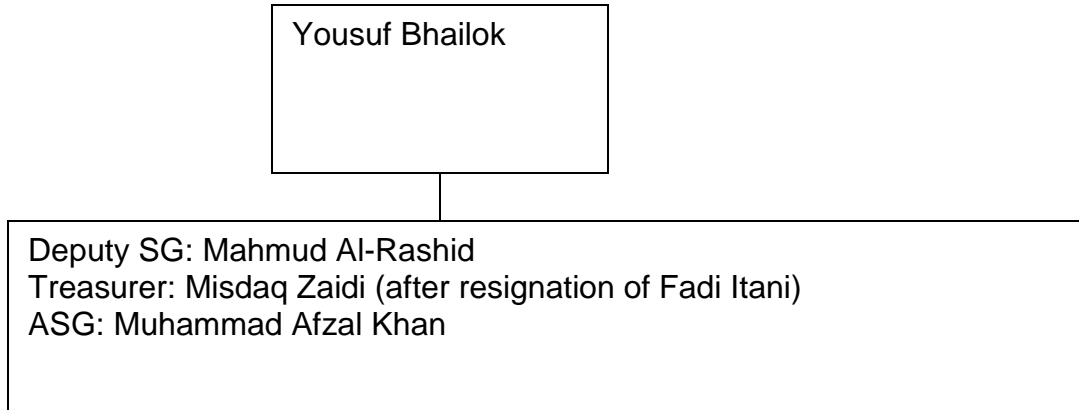 Yousuf Bhailok
Deputy SG: Mahmud Al-Rashid
Treasurer: Misdaq Zaidi (after resignation of Fadi Itani)
ASG: Muhammad Afzal Khan